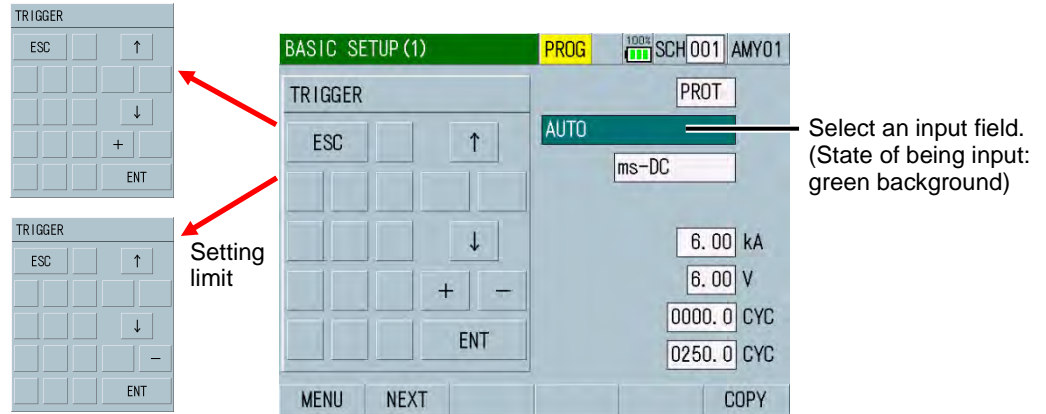 TRIGGER
ESC ↑
↓
+
ENT
TRIGGER
ESC ↑
↓
−
ENT
Setting
limit
BASIC SETUP(1) PROG 100% SCH 001 AMY01
TRIGGER
ESC ↑
↓
+ −
ENT
PROT
AUTO
ms-DC
6.00 kA
6.00 V
0000.0 CYC
0250.0 CYC
MENU NEXT COPY
Select an input field.
(State of being input:
green background)